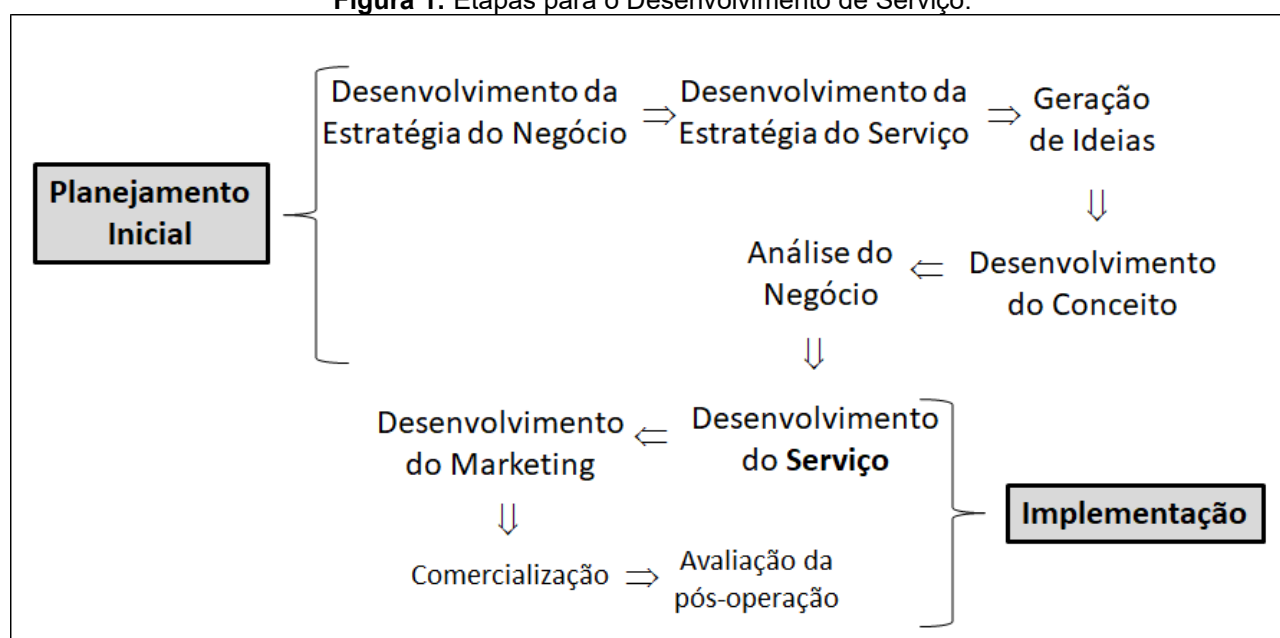 Figura 1. Etapas para o Desenvolvimento de Serviço.
Desenvolvimento da
Estratégia do Negócio
⇒
Desenvolvimento da
Estratégia do Serviço
⇒
Geração
de Ideias
Planejamento
Inicial
⇓
Desenvolvimento
do Conceito
⇐
Análise do
Negócio
⇓
Desenvolvimento
do Serviço
⇐
Desenvolvimento
do Marketing
Implementação
⇓
Comercialização
⇒
Avaliação da
pós-operação